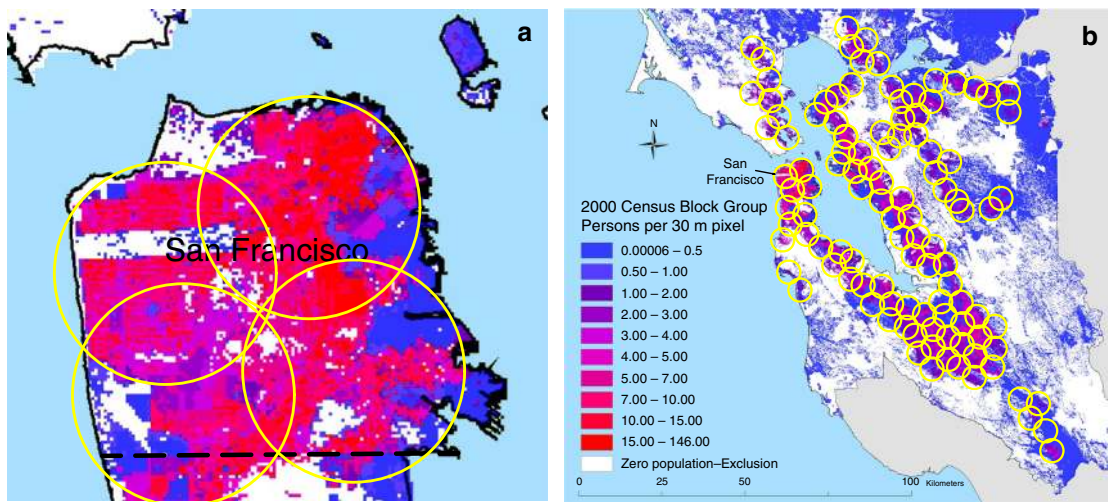 a
San Francisco
b
N
San
Francisco
2000 Census Block Group
Persons per 30 m pixel
0.00006 – 0.5
0.50 – 1.00
1.00 – 2.00
2.00 – 3.00
3.00 – 4.00
4.00 – 5.00
5.00 – 7.00
7.00 – 10.00
10.00 – 15.00
15.00 – 146.00
Zero population–Exclusion
0 25 50 100 Kilometers